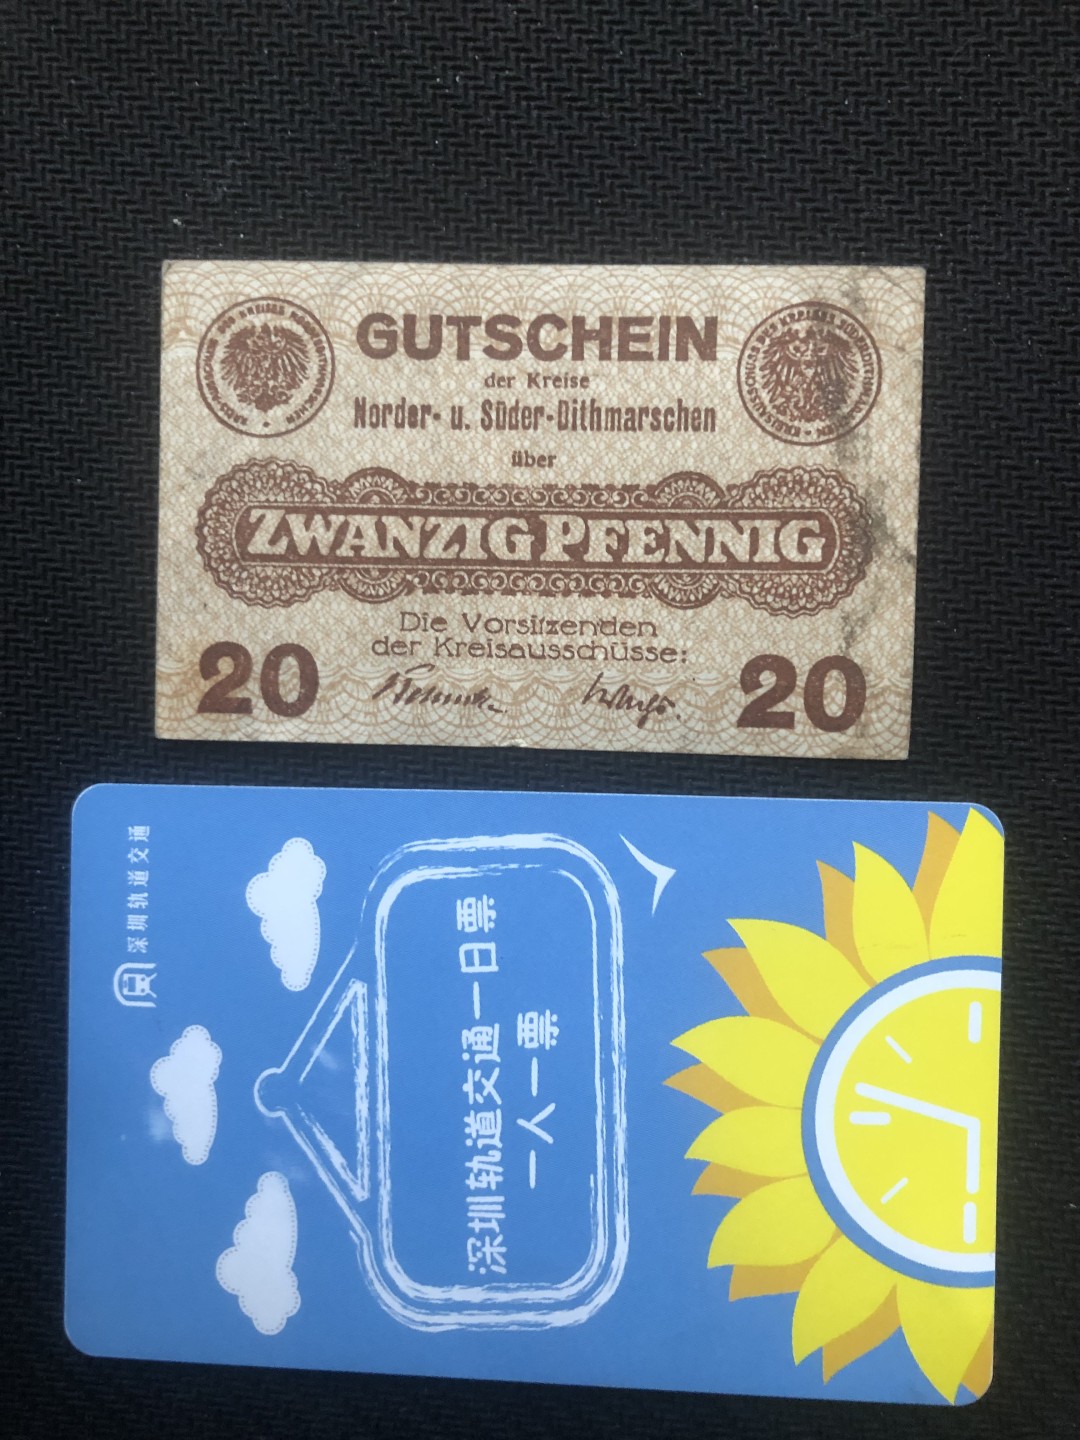 GUTSCHEIN
der Kreise
Norder- u. Süder-Dithmarschen
über
ZWANZIG PFENNIG
Die Vorsitzenden
der Kreisausschüsse:
20
20
深圳轨道交通
深圳轨道交通一日票
一人一票